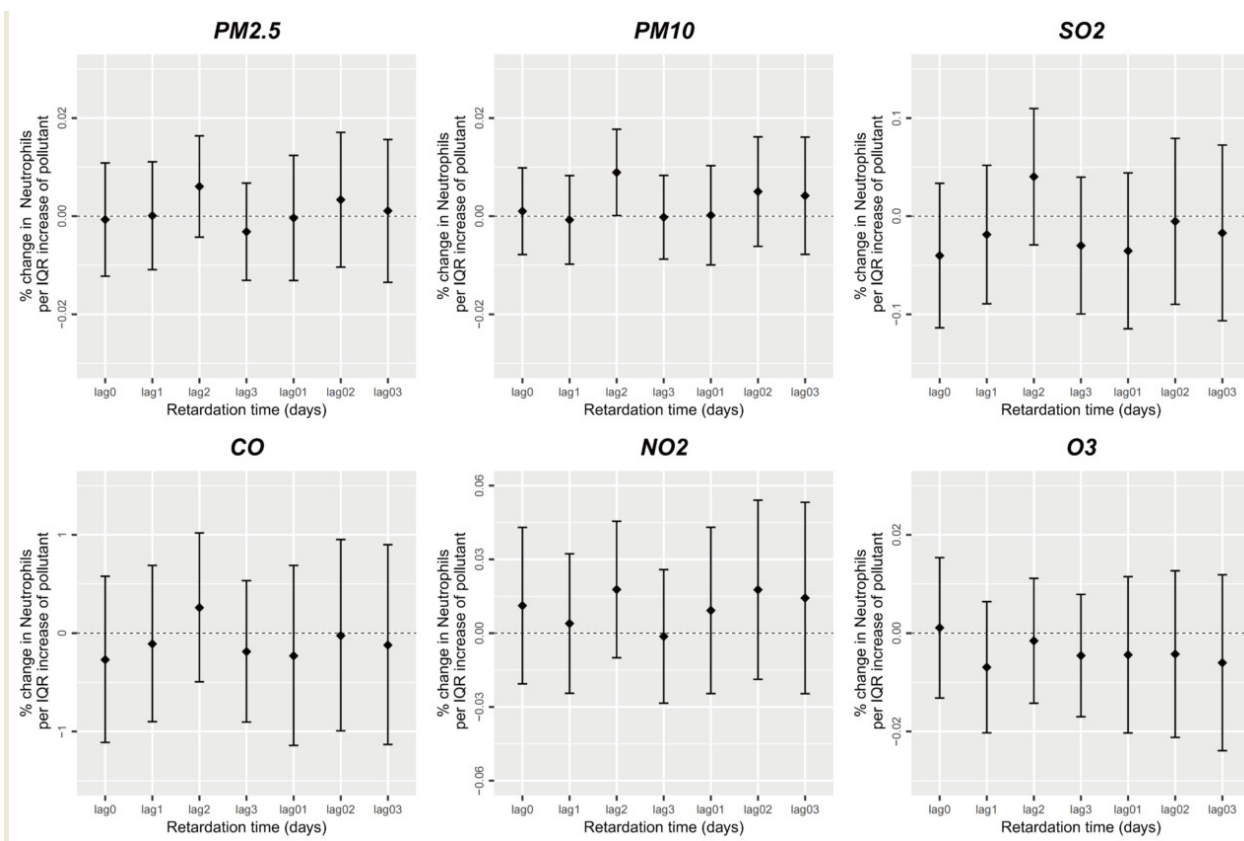 PM2.5
% change in Neutrophils
per IQR increase of pollutant
0.02
0.00
−0.02
lag0 lag1 lag2 lag3 lag01 lag02 lag03
Retardation time (days)
PM10
% change in Neutrophils
per IQR increase of pollutant
0.02
0.00
−0.02
lag0 lag1 lag2 lag3 lag01 lag02 lag03
Retardation time (days)
SO2
% change in Neutrophils
per IQR increase of pollutant
0.1
0.0
−0.1
lag0 lag1 lag2 lag3 lag01 lag02 lag03
Retardation time (days)
CO
% change in Neutrophils
per IQR increase of pollutant
1
0
−1
lag0 lag1 lag2 lag3 lag01 lag02 lag03
Retardation time (days)
NO2
% change in Neutrophils
per IQR increase of pollutant
0.06
0.03
0.00
−0.03
−0.06
lag0 lag1 lag2 lag3 lag01 lag02 lag03
Retardation time (days)
O3
% change in Neutrophils
per IQR increase of pollutant
0.02
0.00
−0.02
lag0 lag1 lag2 lag3 lag01 lag02 lag03
Retardation time (days)